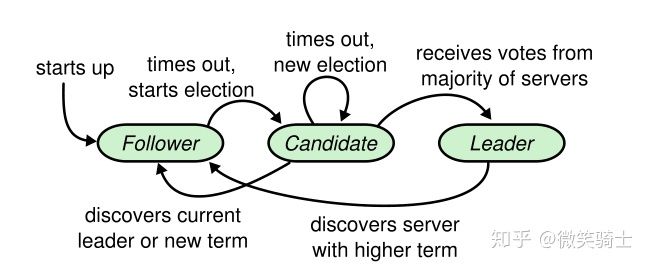 starts up
times out,
starts election
times out,
new election
receives votes from
majority of servers
Follower
Candidate
Leader
discovers current
leader or new term
discovers server
with higher term
知乎 @微笑骑士